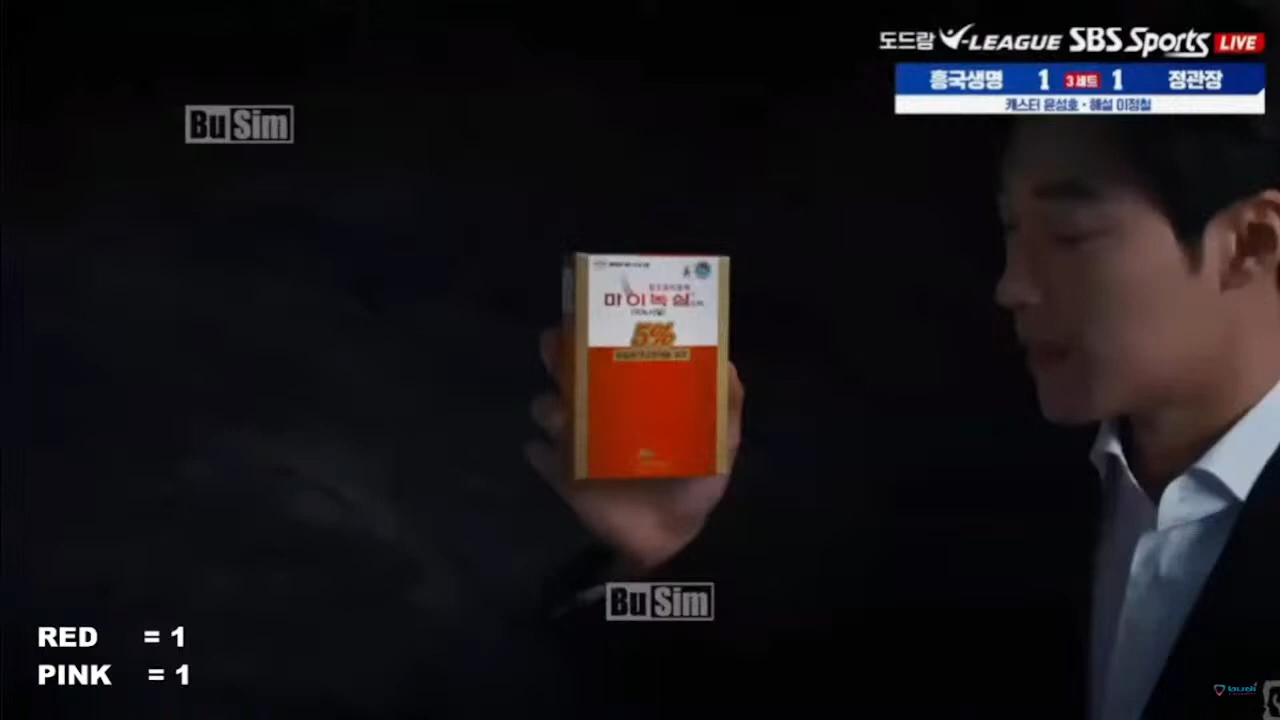 도드람 V-LEAGUE SBS Sports LIVE
흥국생명 1 3세트 1 정관장
캐스터 윤성호 · 해설 이정철
BuSim
마이녹실
5%
BuSim
RED = 1
PINK = 1